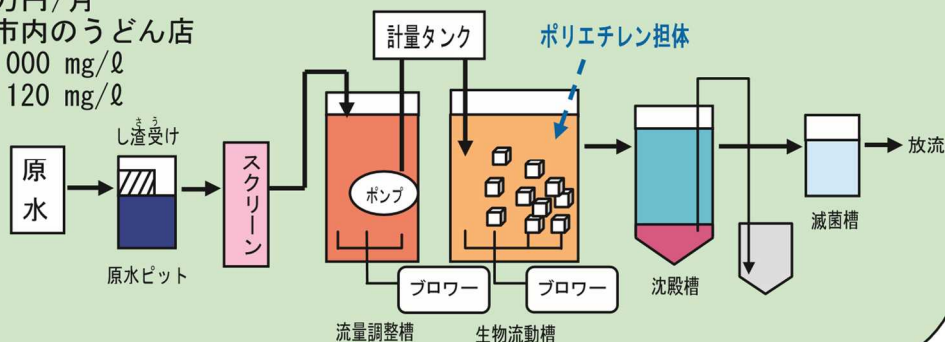 万円/月
市内のうどん店
000 mg/ℓ
120 mg/ℓ
計量タンク
ポリエチレン担体
さう
し渣受け
原水
スクリーン
ポンプ
放流
滅菌槽
原水ピット
ブロワー
ブロワー
沈殿槽
流量調整槽
生物流動槽